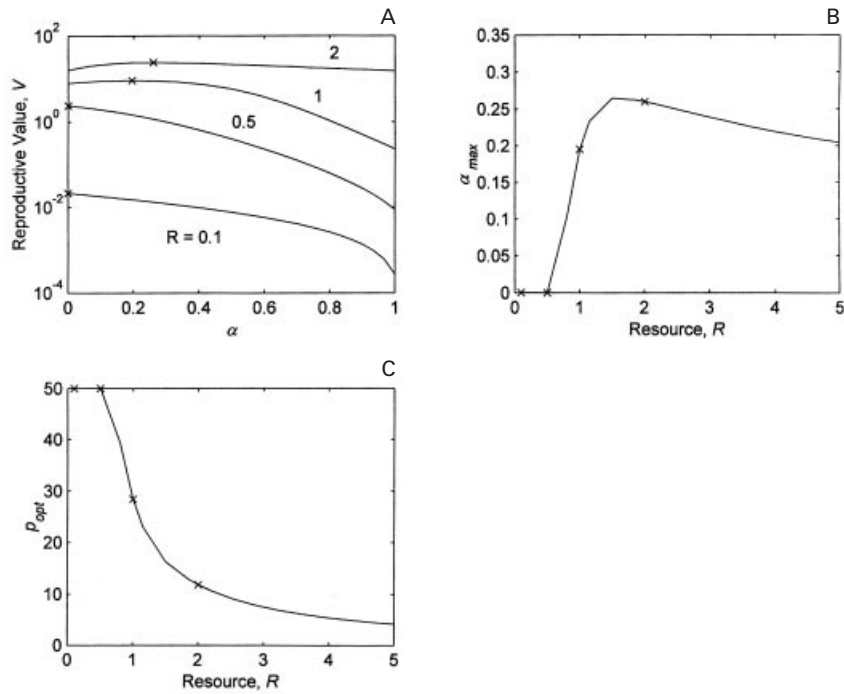 A
10^2
10^0
10^-2
10^-4
Reproductive Value, V
2
1
0.5
R = 0.1
0 0.2 0.4 0.6 0.8 1
α
B
0.35
0.3
0.25
0.2
0.15
0.1
0.05
0
α max
0 1 2 3 4 5
Resource, R
C
50
40
30
20
10
0
p opt
0 1 2 3 4 5
Resource, R